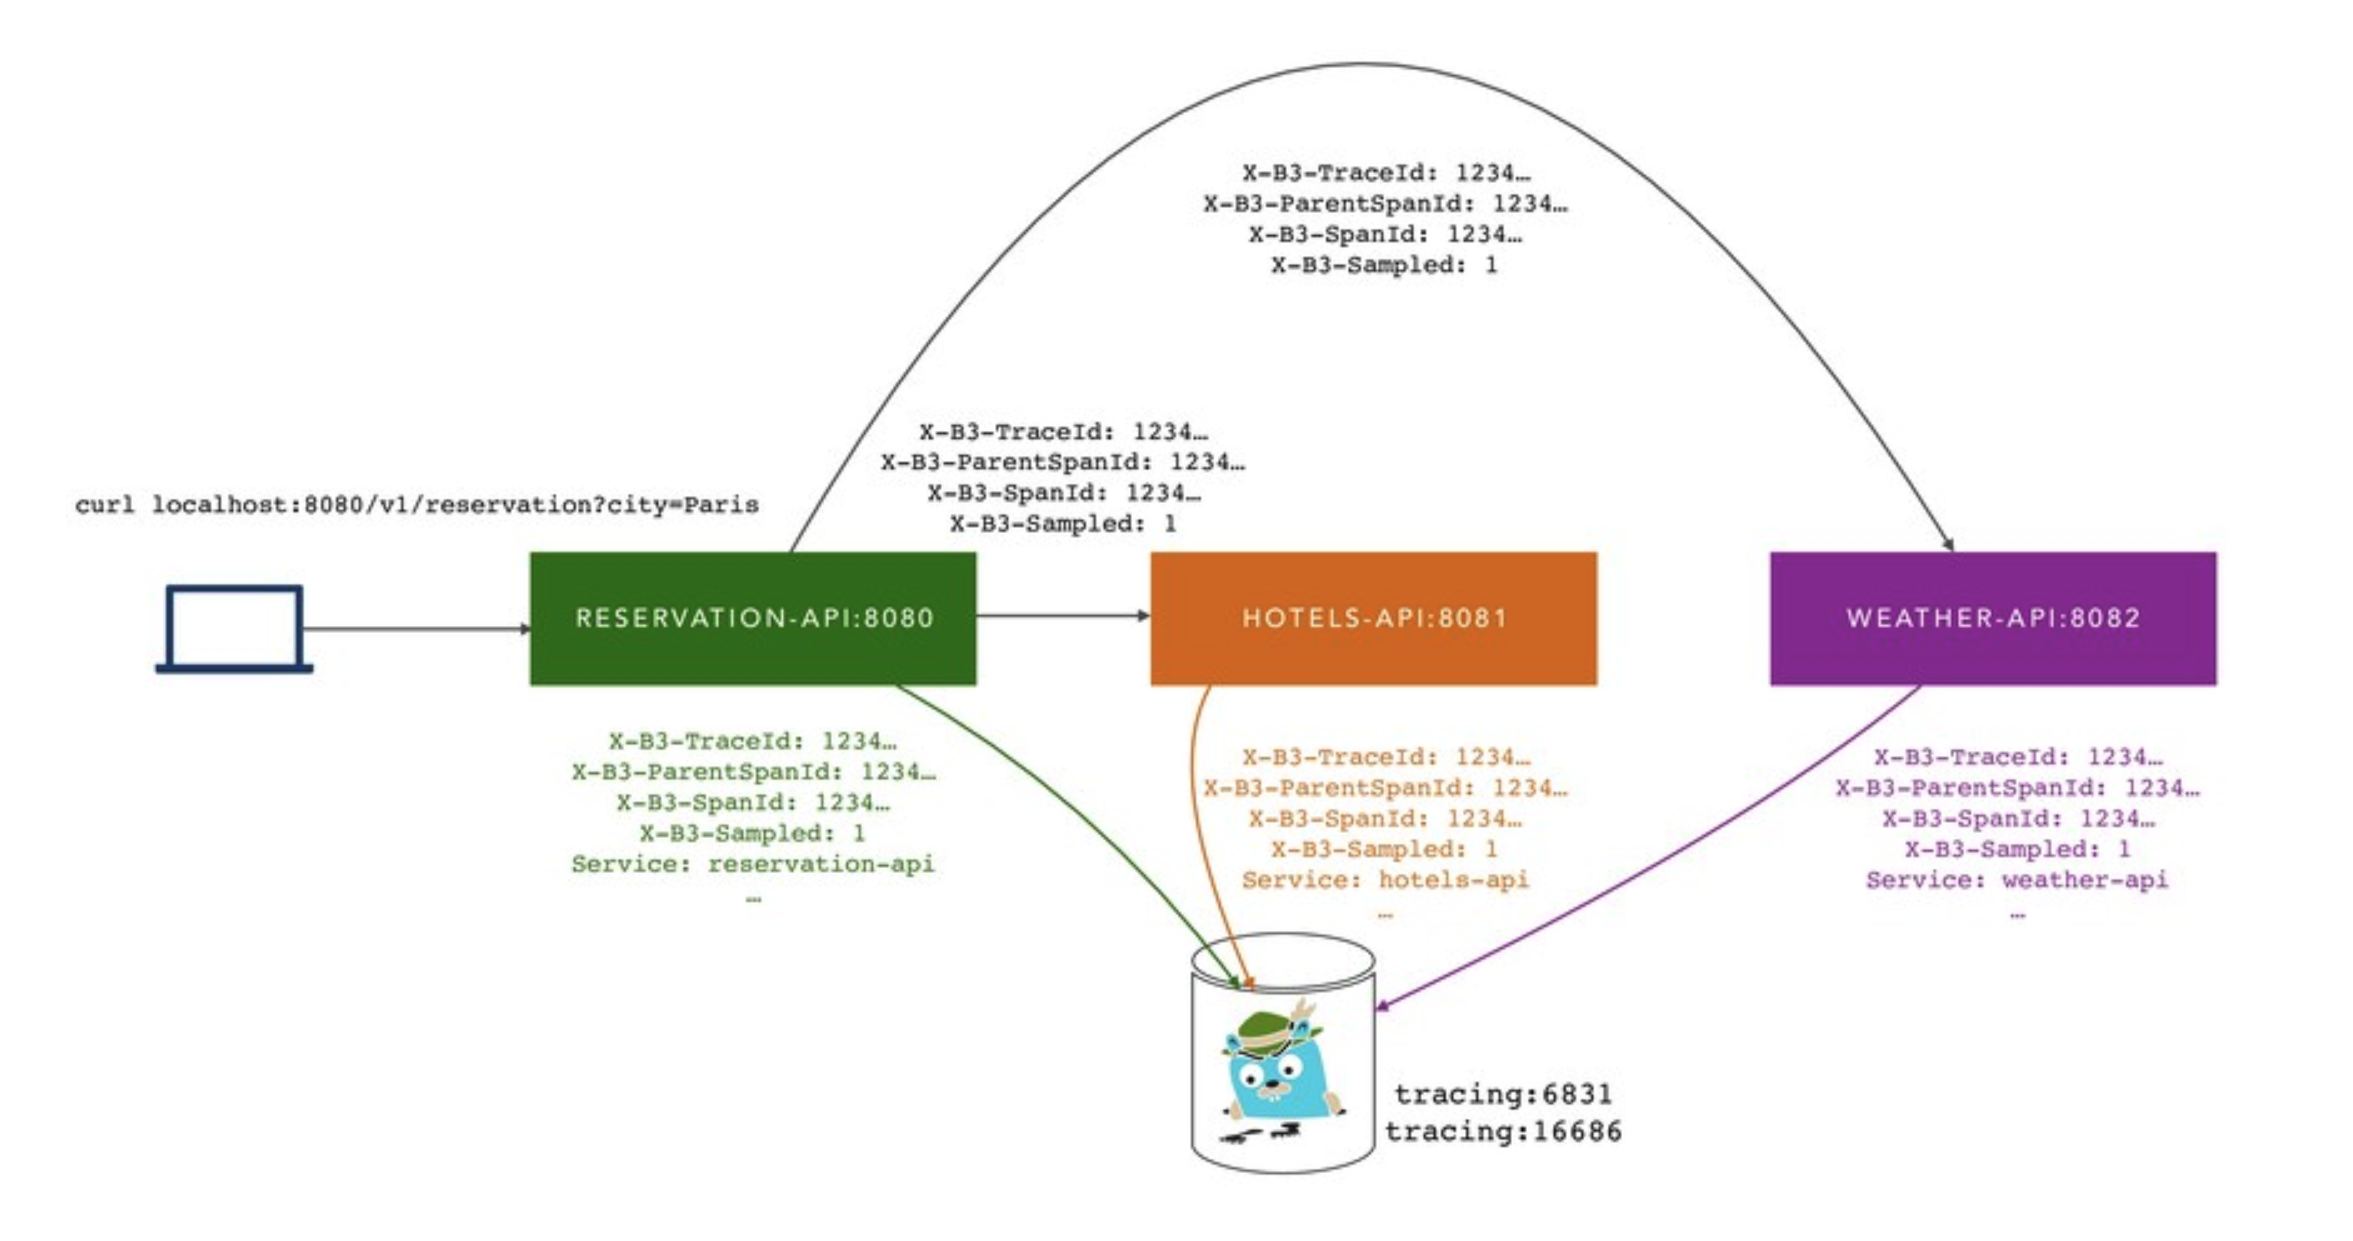 X-B3-TraceId: 1234…
X-B3-ParentSpanId: 1234…
X-B3-SpanId: 1234…
X-B3-Sampled: 1
X-B3-TraceId: 1234…
X-B3-ParentSpanId: 1234…
X-B3-SpanId: 1234…
X-B3-Sampled: 1
curl localhost:8080/v1/reservation?city=Paris
RESERVATION-API:8080
HOTELS-API:8081
WEATHER-API:8082
X-B3-TraceId: 1234…
X-B3-ParentSpanId: 1234…
X-B3-SpanId: 1234…
X-B3-Sampled: 1
Service: reservation-api
…
X-B3-TraceId: 1234…
X-B3-ParentSpanId: 1234…
X-B3-SpanId: 1234…
X-B3-Sampled: 1
Service: hotels-api
…
X-B3-TraceId: 1234…
X-B3-ParentSpanId: 1234…
X-B3-SpanId: 1234…
X-B3-Sampled: 1
Service: weather-api
…
tracing:6831
tracing:16686